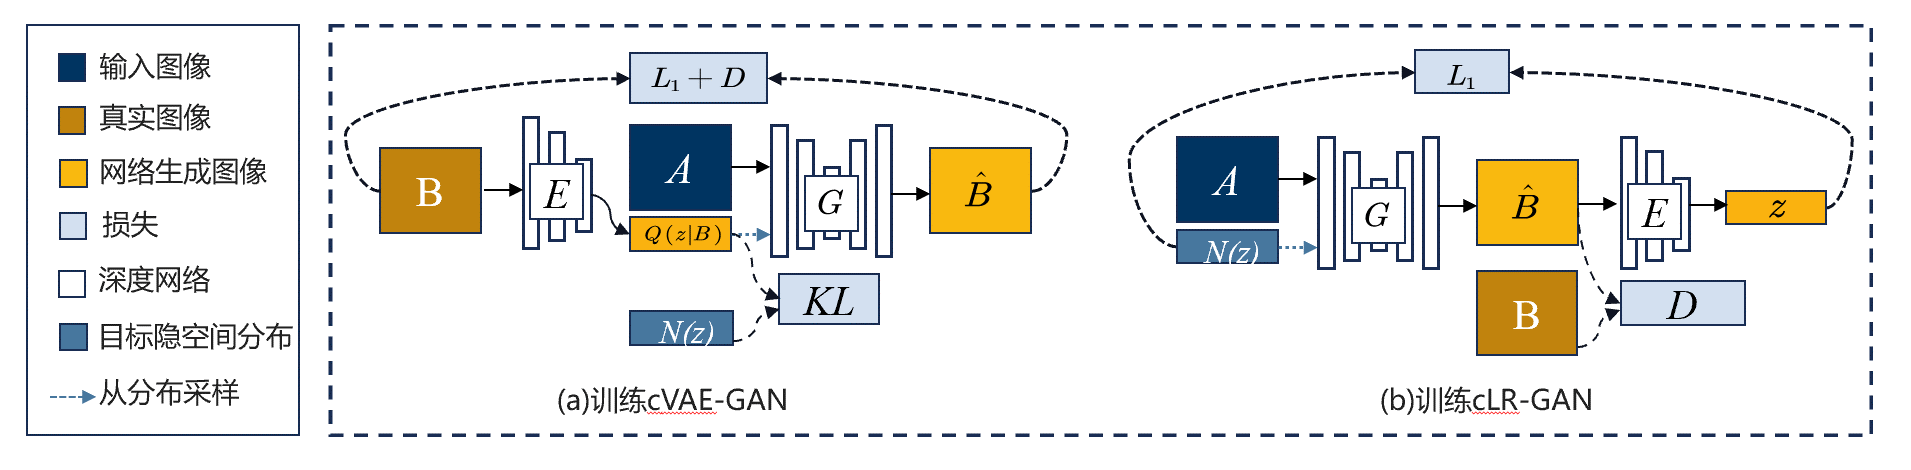 输入图像
真实图像
网络生成图像
损失
深度网络
目标隐空间分布
从分布采样
L₁ + D
B
E
A
Q(z|B)
G
B̂
N(z)
KL
(a)训练cVAE-GAN
L₁
A
N(z)
G
B̂
E
z
B
D
(b)训练cLR-GAN